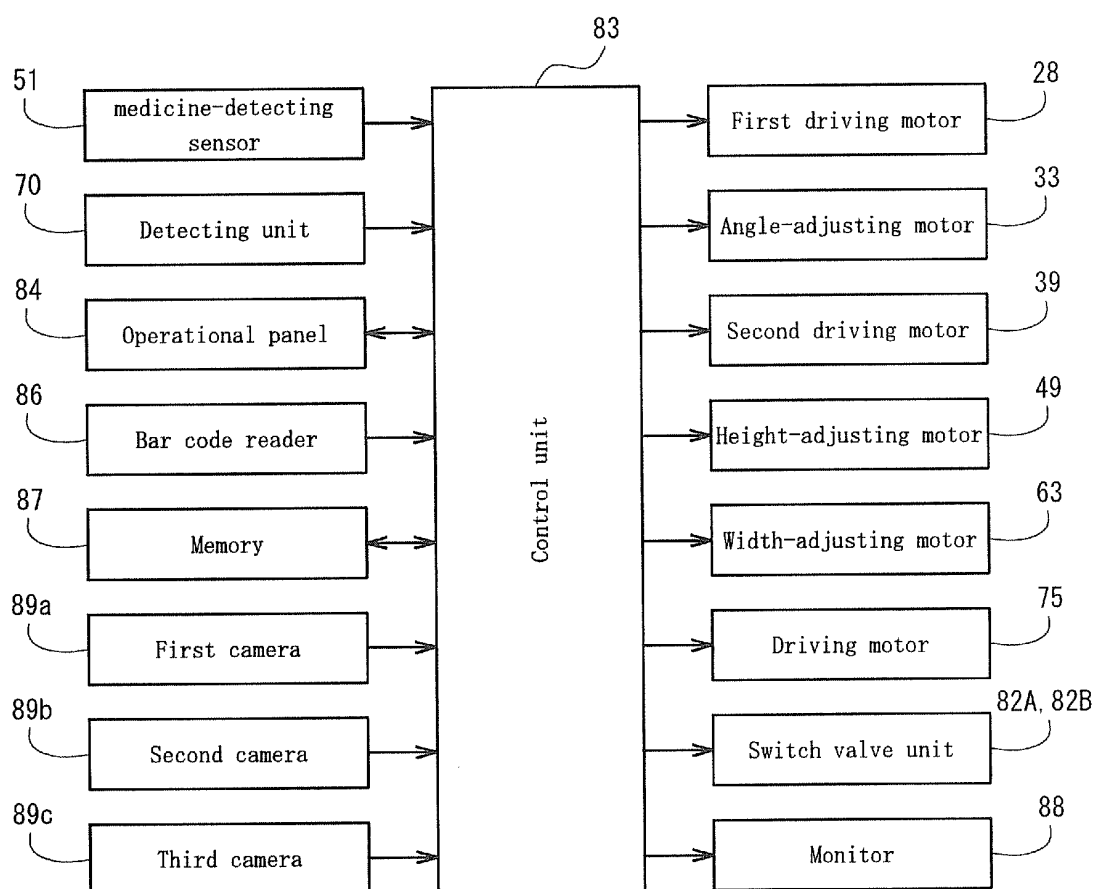 83
51
medicine-detecting
sensor
28
First driving motor
70
Detecting unit
33
Angle-adjusting motor
84
Operational panel
39
Second driving motor
86
Bar code reader
49
Height-adjusting motor
Control unit
87
Memory
63
Width-adjusting motor
89a
First camera
75
Driving motor
89b
Second camera
82A, 82B
Switch valve unit
89c
Third camera
88
Monitor